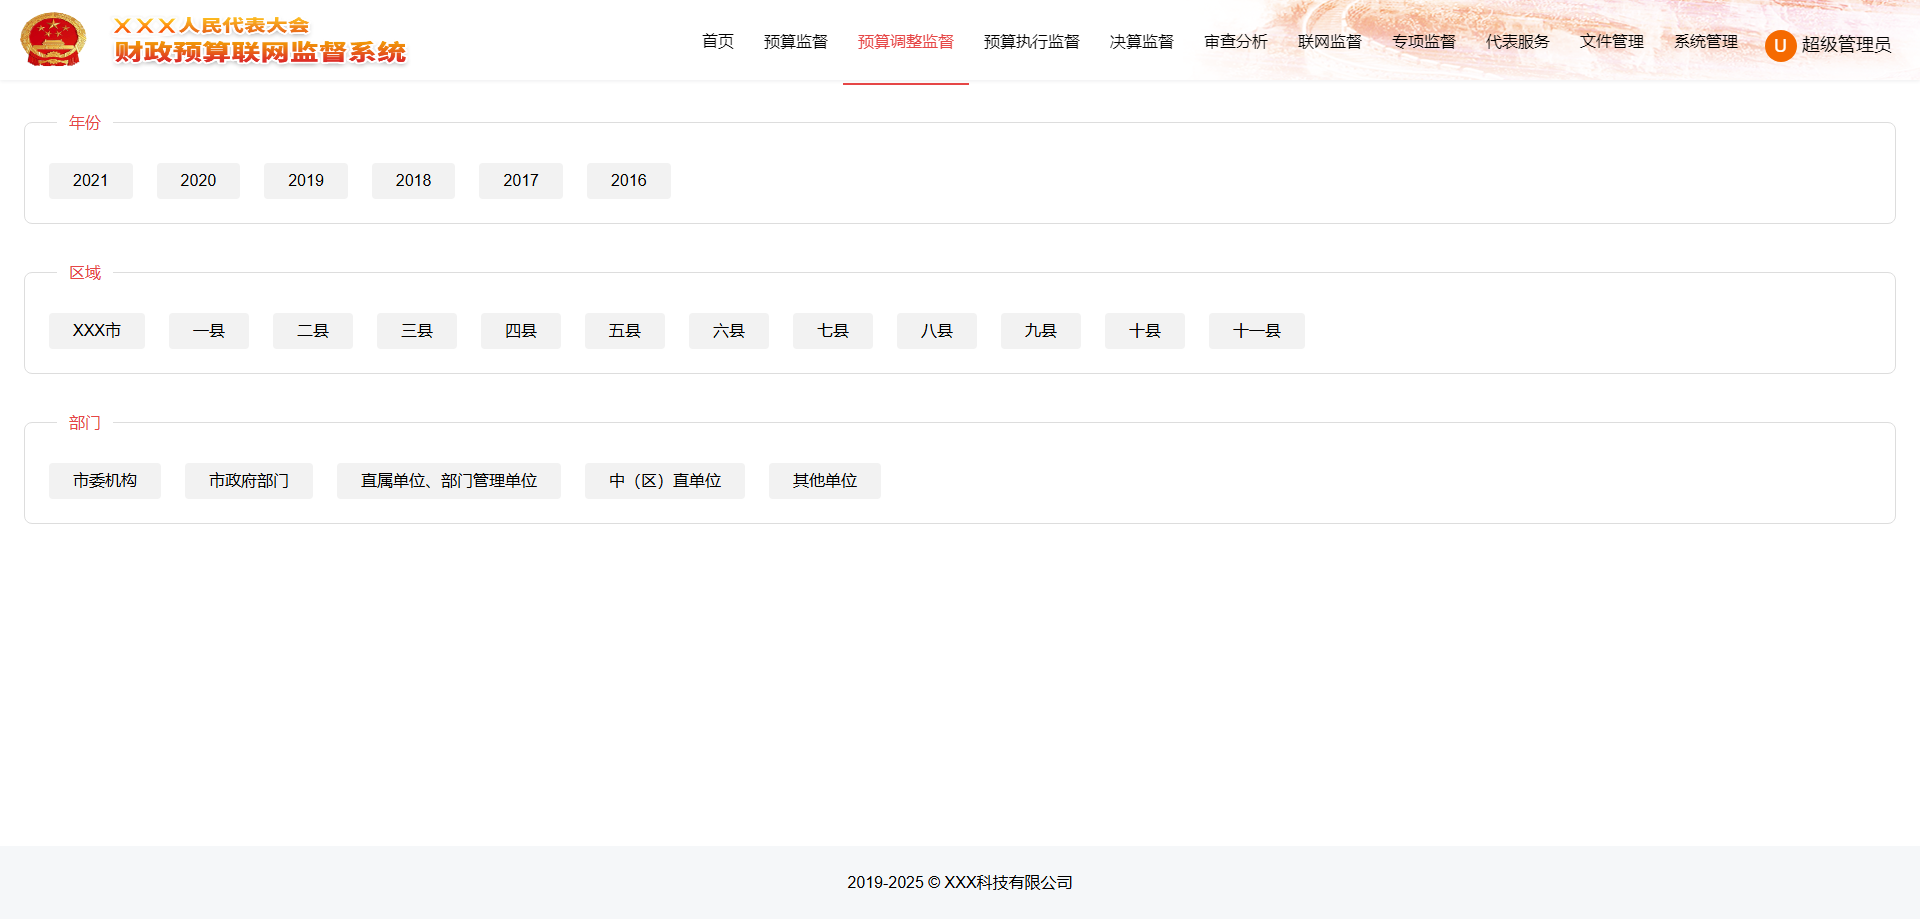 XXX人民代表大会
财政预算联网监督系统
首页 预算监督 预算调整监督 预算执行监督 决算监督 审查分析 联网监督 专项监督 代表服务 文件管理 系统管理 U 超级管理员
年份
2021 2020 2019 2018 2017 2016
区域
XXX市 一县 二县 三县 四县 五县 六县 七县 八县 九县 十县 十一县
部门
市委机构 市政府部门 直属单位、部门管理单位 中（区）直单位 其他单位
2019-2025 © XXX科技有限公司